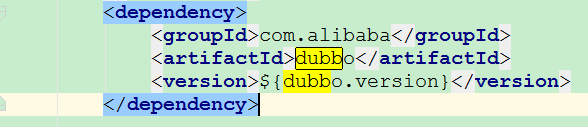 <dependency>
<groupId>com.alibaba</groupId>
<artifactId>dubbo</artifactId>
<version>${dubbo.version}</version>
</dependency>